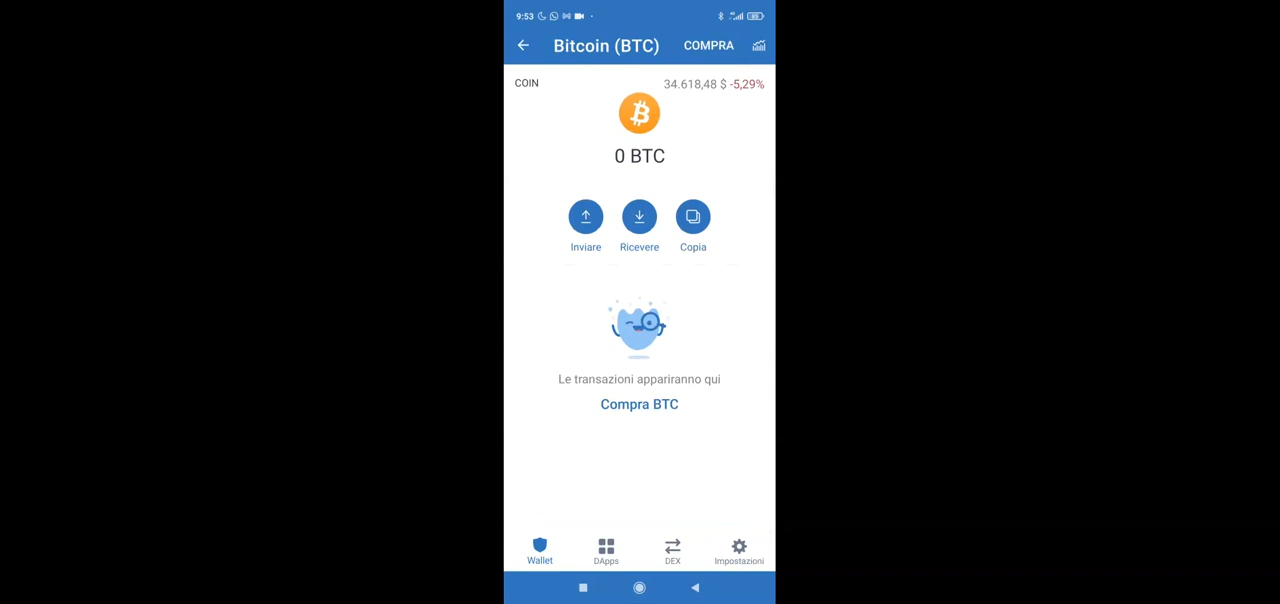 9:53
Bitcoin (BTC) COMPRA
COIN 34.618,48 $ -5,29%
0 BTC
Inviare Ricevere Copia
Le transazioni appariranno qui
Compra BTC
Wallet DApps DEX Impostazioni